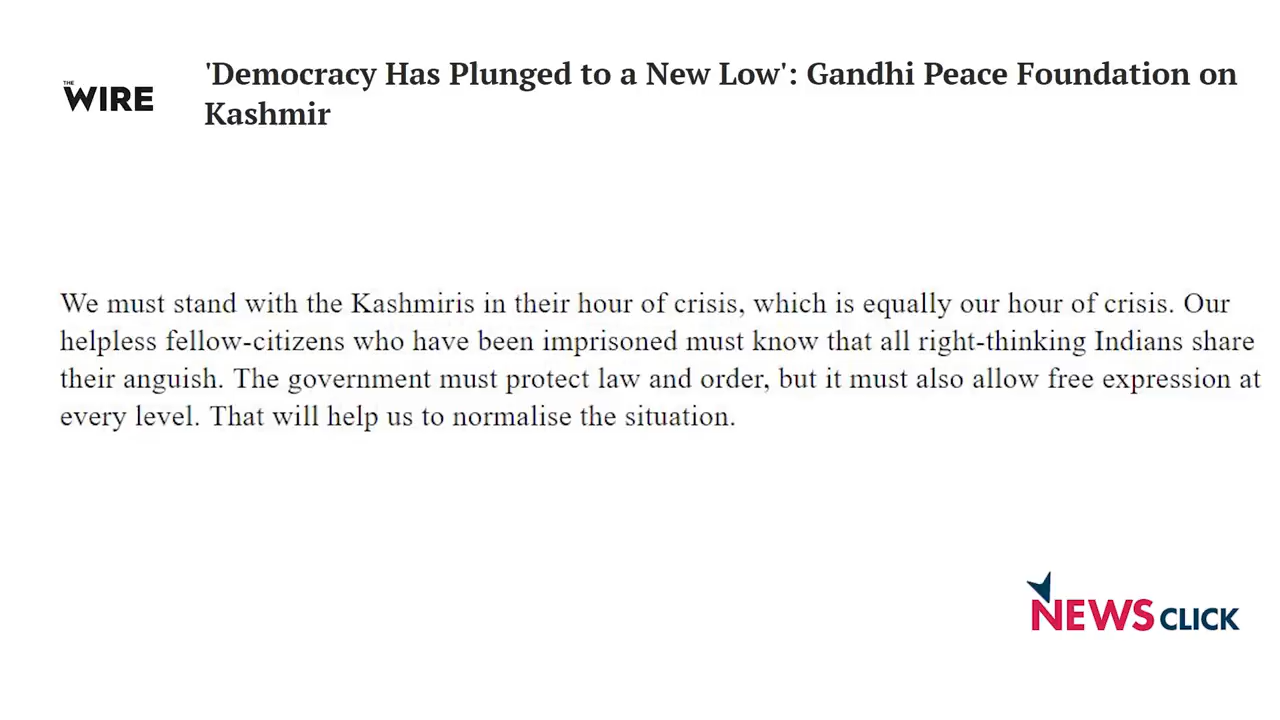 THE
WIRE
'Democracy Has Plunged to a New Low': Gandhi Peace Foundation on
Kashmir
We must stand with the Kashmiris in their hour of crisis, which is equally our hour of crisis. Our
helpless fellow-citizens who have been imprisoned must know that all right-thinking Indians share
their anguish. The government must protect law and order, but it must also allow free expression at
every level. That will help us to normalise the situation.
NEWSCLICK